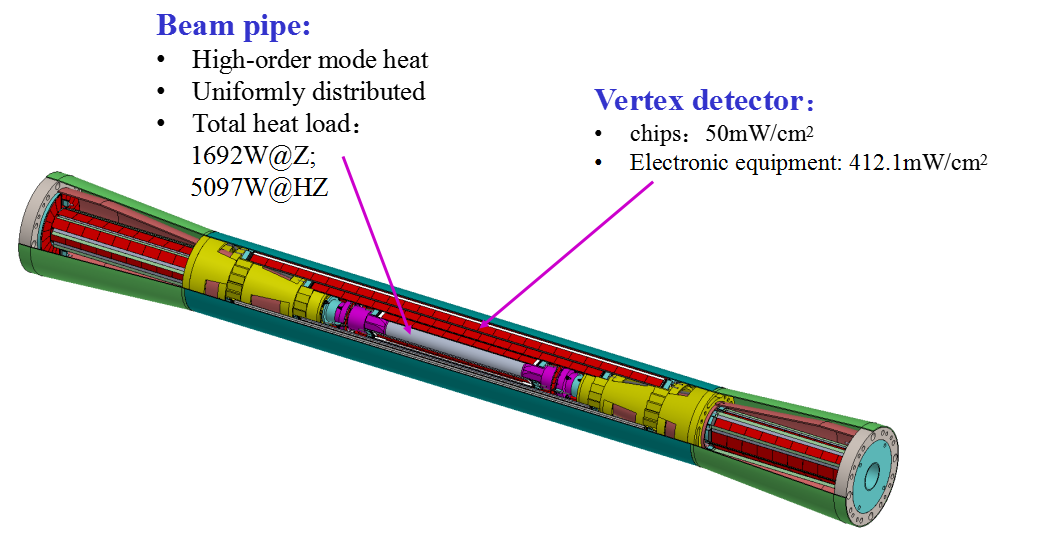 Beam pipe:
• High-order mode heat
• Uniformly distributed
• Total heat load：
1692W@Z;
5097W@HZ
Vertex detector：
• chips：50mW/cm²
• Electronic equipment: 412.1mW/cm²